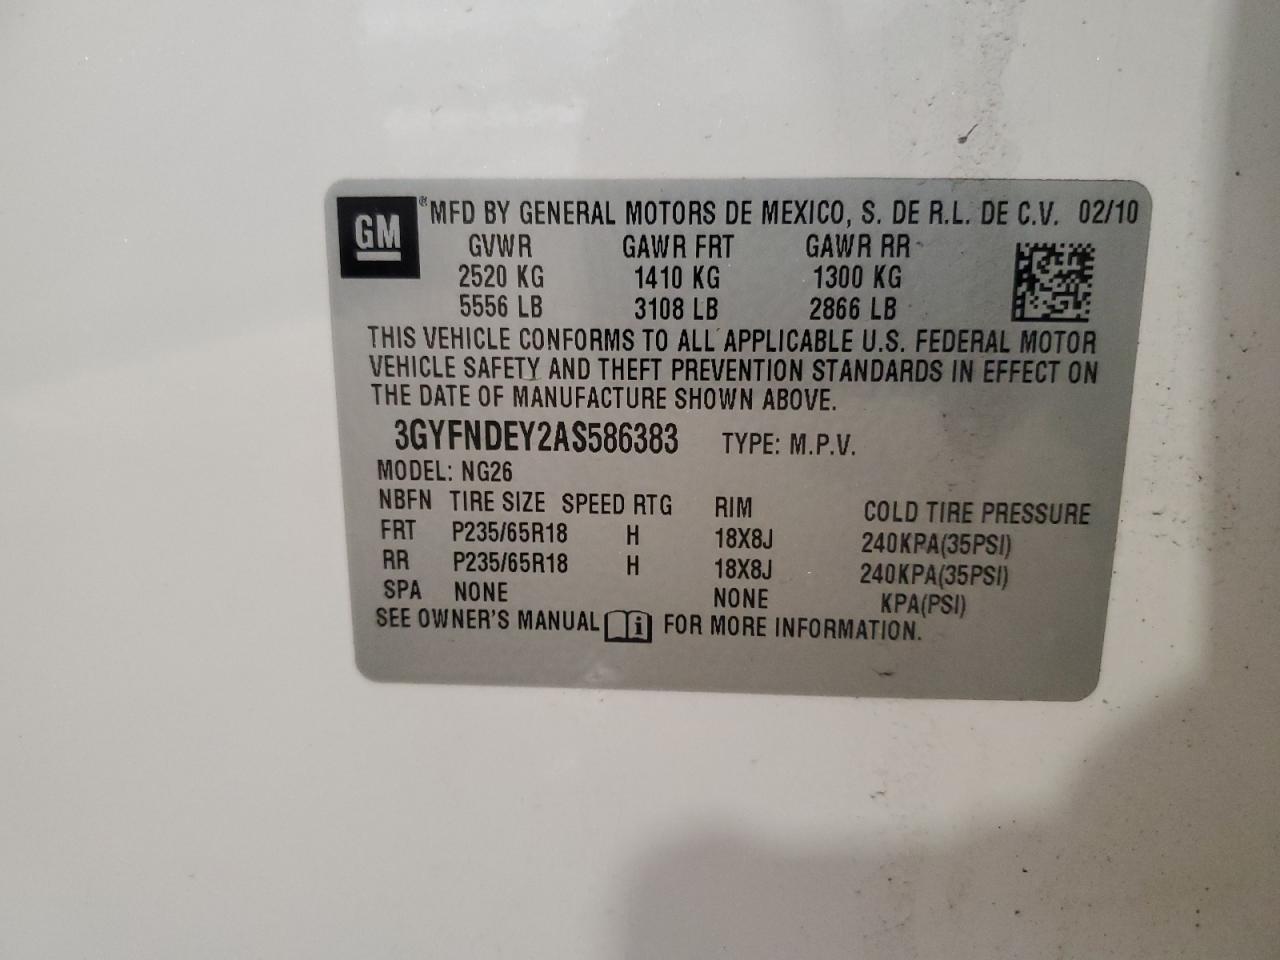 GM ® MFD BY GENERAL MOTORS DE MEXICO, S. DE R.L. DE C.V. 02/10
GVWR GAWR FRT GAWR RR
2520 KG 1410 KG 1300 KG
5556 LB 3108 LB 2866 LB
THIS VEHICLE CONFORMS TO ALL APPLICABLE U.S. FEDERAL MOTOR
VEHICLE SAFETY AND THEFT PREVENTION STANDARDS IN EFFECT ON
THE DATE OF MANUFACTURE SHOWN ABOVE.
3GYFNDEY2AS586383 TYPE: M.P.V.
MODEL: NG26
NBFN TIRE SIZE SPEED RTG RIM COLD TIRE PRESSURE
FRT P235/65R18 H 18X8J 240KPA(35PSI)
RR P235/65R18 H 18X8J 240KPA(35PSI)
SPA NONE NONE KPA(PSI)
SEE OWNER'S MANUAL i FOR MORE INFORMATION.